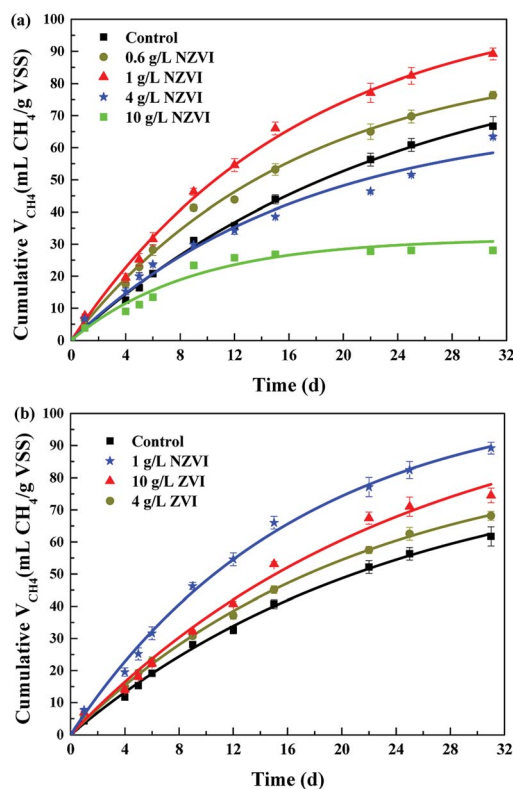 (a)
Control
0.6 g/L NZVI
1 g/L NZVI
4 g/L NZVI
10 g/L NZVI
Cumulative V_CH4(mL CH4/g VSS)
100
90
80
70
60
50
40
30
20
10
0
0 4 8 12 16 20 24 28 32
Time (d)
(b)
Control
1 g/L NZVI
10 g/L ZVI
4 g/L ZVI
Cumulative V_CH4(mL CH4/g VSS)
100
90
80
70
60
50
40
30
20
10
0
0 4 8 12 16 20 24 28 32
Time (d)